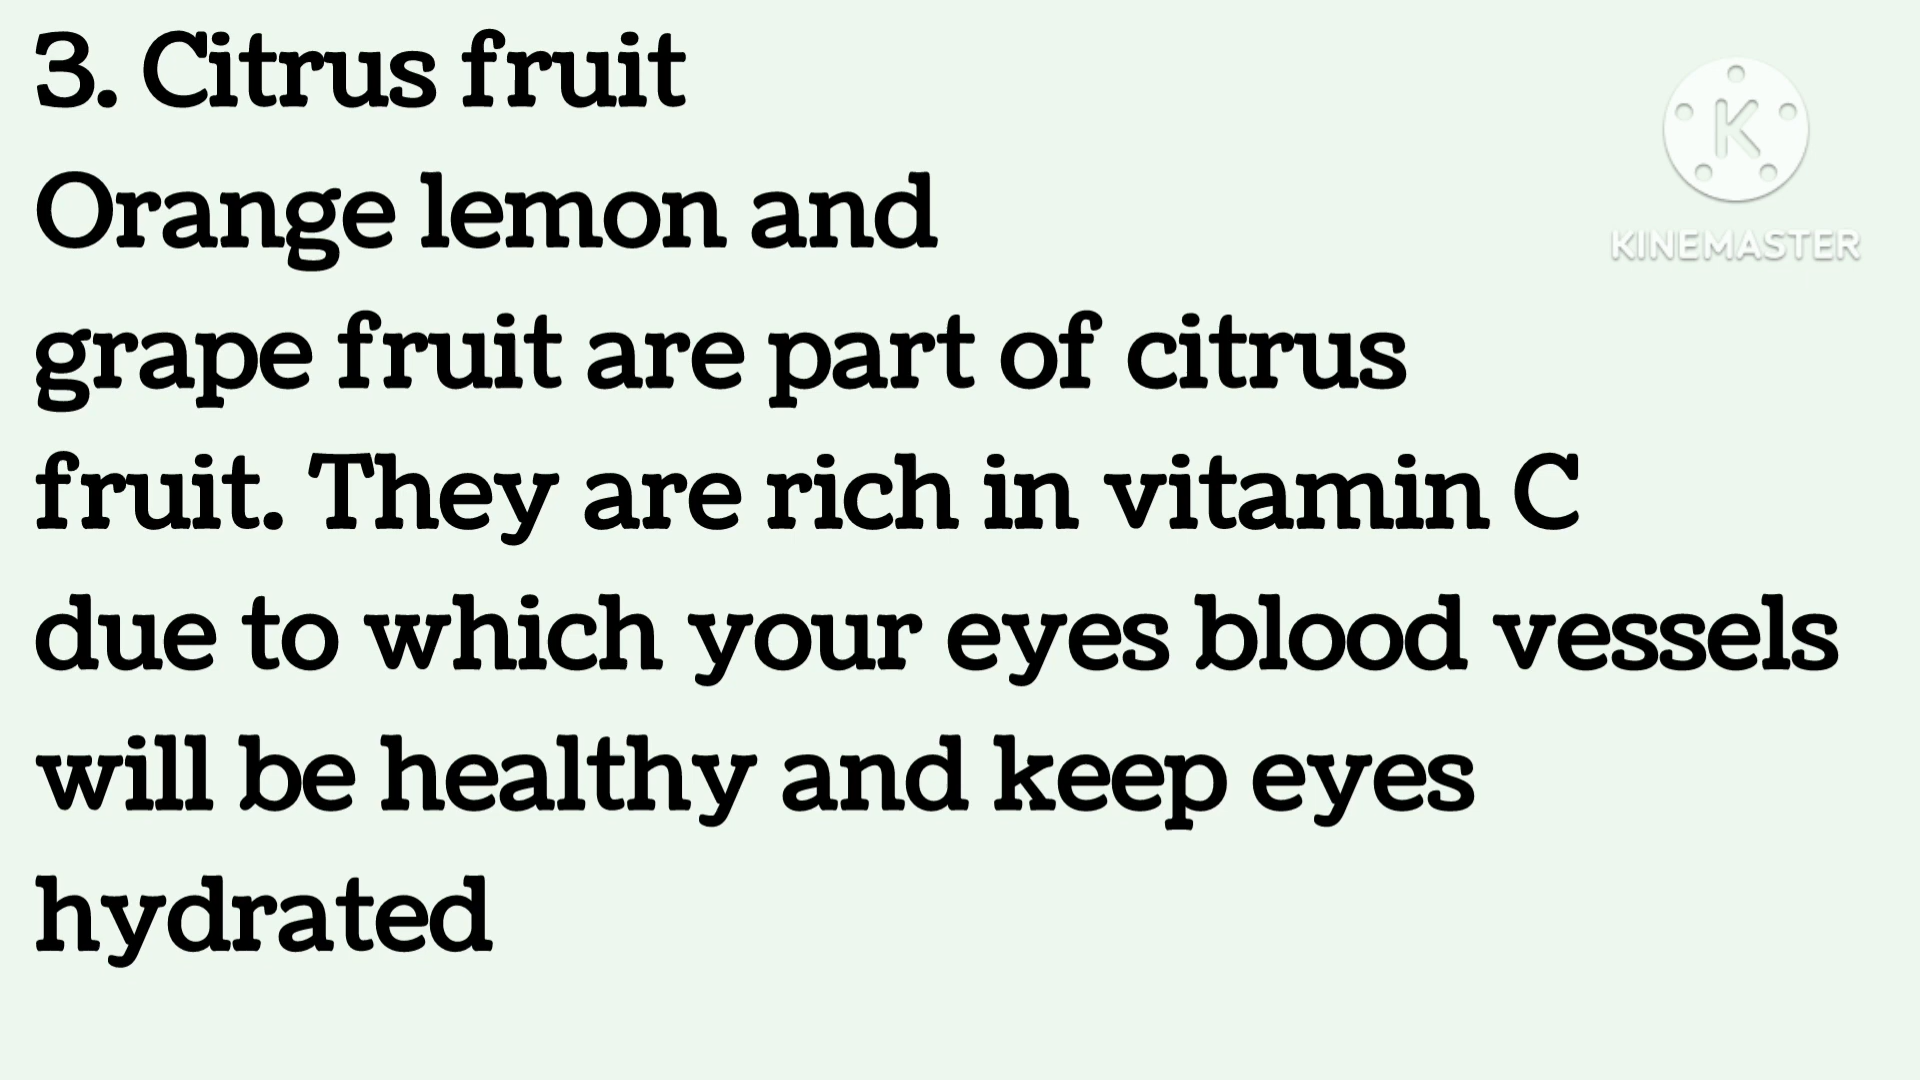 3. Citrus fruit
Orange lemon and
grape fruit are part of citrus
fruit. They are rich in vitamin C
due to which your eyes blood vessels
will be healthy and keep eyes
hydrated
K
KINEMASTER